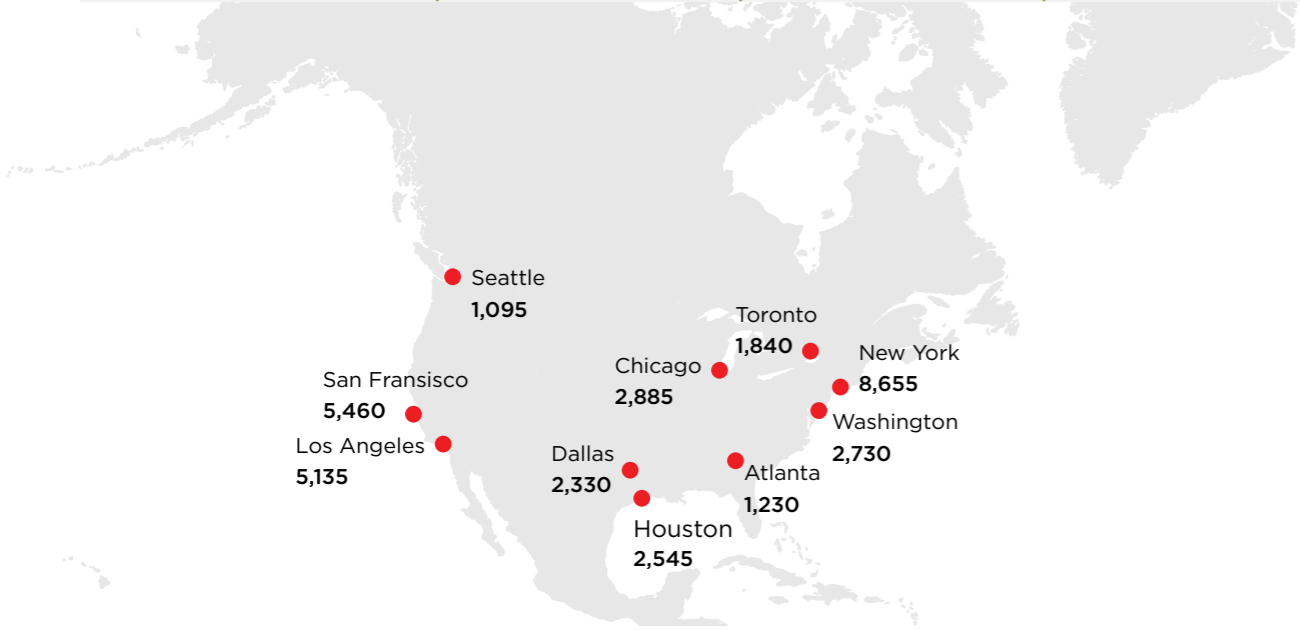 Seattle
1,095
Toronto
1,840
New York
8,655
Chicago
2,885
San Fransisco
5,460
Washington
2,730
Los Angeles
5,135
Dallas
2,330
Atlanta
1,230
Houston
2,545